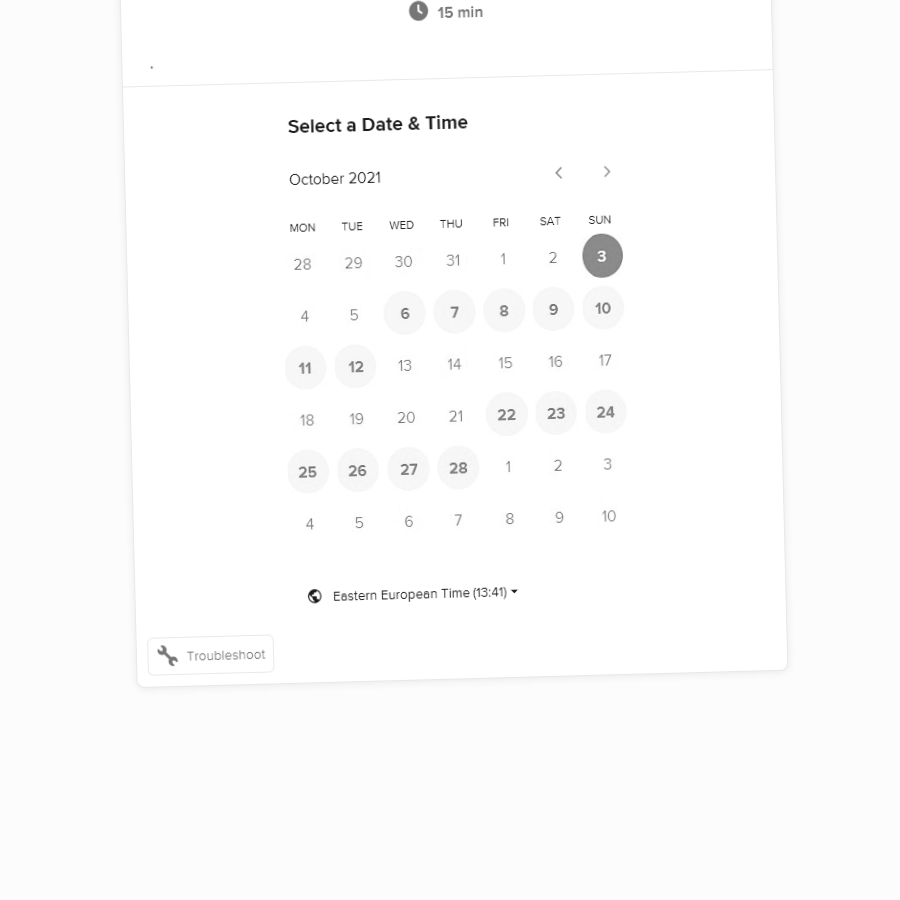 15 min
.
Select a Date & Time
October 2021
MON TUE WED THU FRI SAT SUN
28 29 30 31 1 2 3
4 5 6 7 8 9 10
11 12 13 14 15 16 17
18 19 20 21 22 23 24
25 26 27 28 1 2 3
4 5 6 7 8 9 10
Eastern European Time (13:41)
Troubleshoot